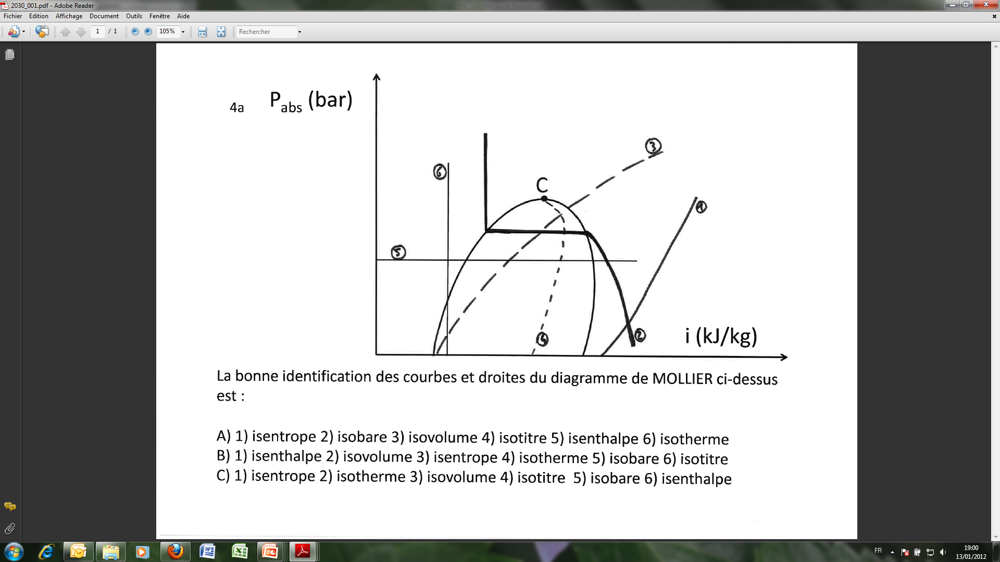 2030_001.pdf - Adobe Reader
Fichier Edition Affichage Document Outils Fenêtre Aide
1 / 1 105% Rechercher
4a P_abs (bar)
3
6
C
1
5
4
2
i (kJ/kg)
La bonne identification des courbes et droites du diagramme de MOLLIER ci-dessus
est :
A) 1) isentrope 2) isobare 3) isovolume 4) isotitre 5) isenthalpe 6) isotherme
B) 1) isenthalpe 2) isovolume 3) isentrope 4) isotherme 5) isobare 6) isotitre
C) 1) isentrope 2) isotherme 3) isovolume 4) isotitre 5) isobare 6) isenthalpe
FR 19:00
13/01/2012